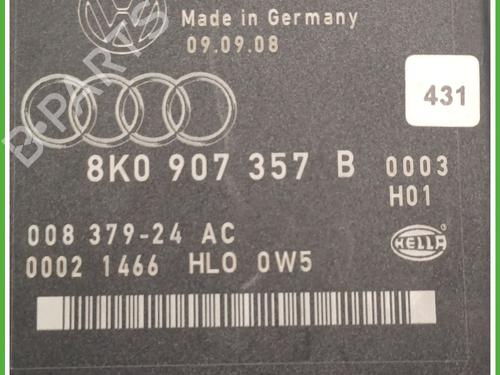 Made in Germany
09.09.08
431
8K0 907 357 B 0003
H01
008 379-24 AC
HELLA
0002 1466 HLO 0W5
B-PARTS